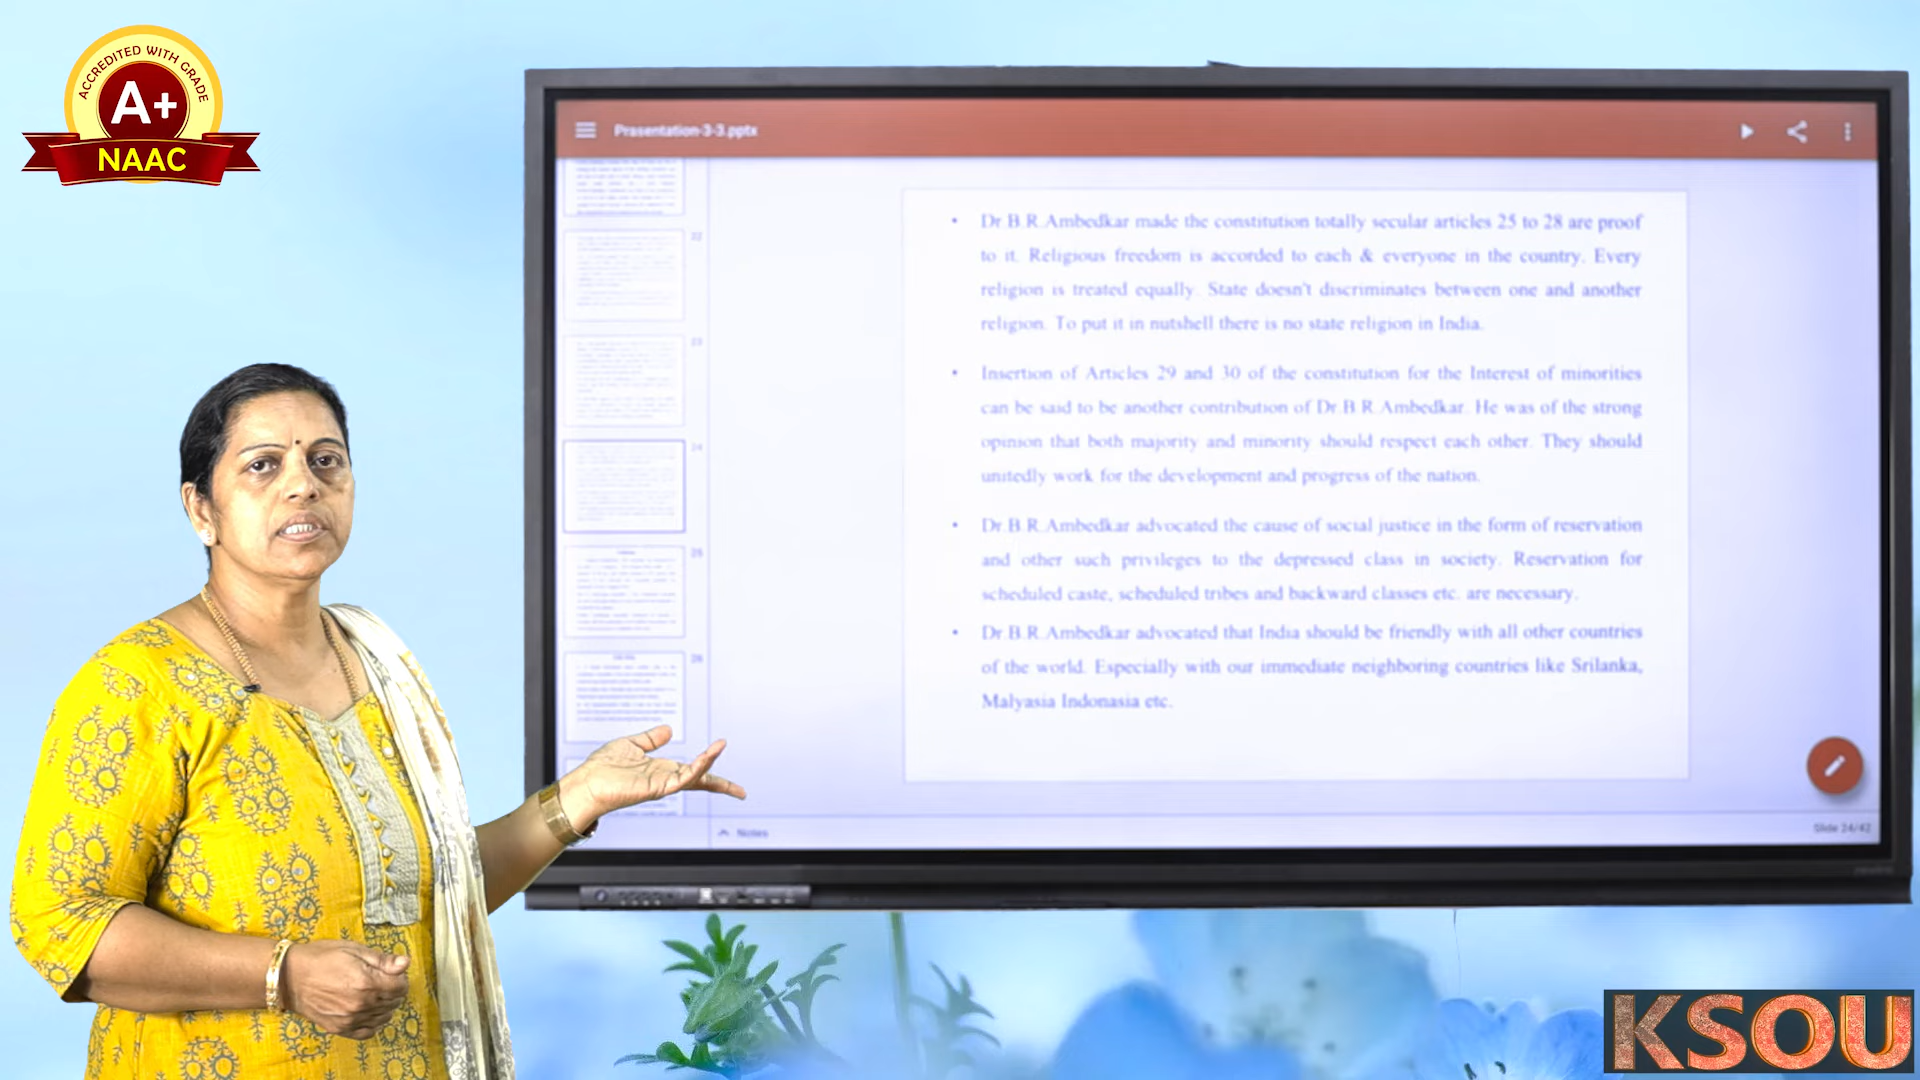 ACCREDITED WITH GRADE
A+
NAAC
Prasentation-3-3.pptx
22
23
24
25
26
• Dr.B.R.Ambedkar made the constitution totally secular articles 25 to 28 are proof
to it. Religious freedom is accorded to each & everyone in the country. Every
religion is treated equally. State doesn't discriminates between one and another
religion. To put it in nutshell there is no state religion in India.
• Insertion of Articles 29 and 30 of the constitution for the Interest of minorities
can be said to be another contribution of Dr.B.R.Ambedkar. He was of the strong
opinion that both majority and minority should respect each other. They should
unitedly work for the development and progress of the nation.
• Dr.B.R.Ambedkar advocated the cause of social justice in the form of reservation
and other such privileges to the depressed class in society. Reservation for
scheduled caste, scheduled tribes and backward classes etc. are necessary.
• Dr.B.R.Ambedkar advocated that India should be friendly with all other countries
of the world. Especially with our immediate neighboring countries like Srilanka,
Malyasia Indonasia etc.
Notes
Slide 24/42
KSOU